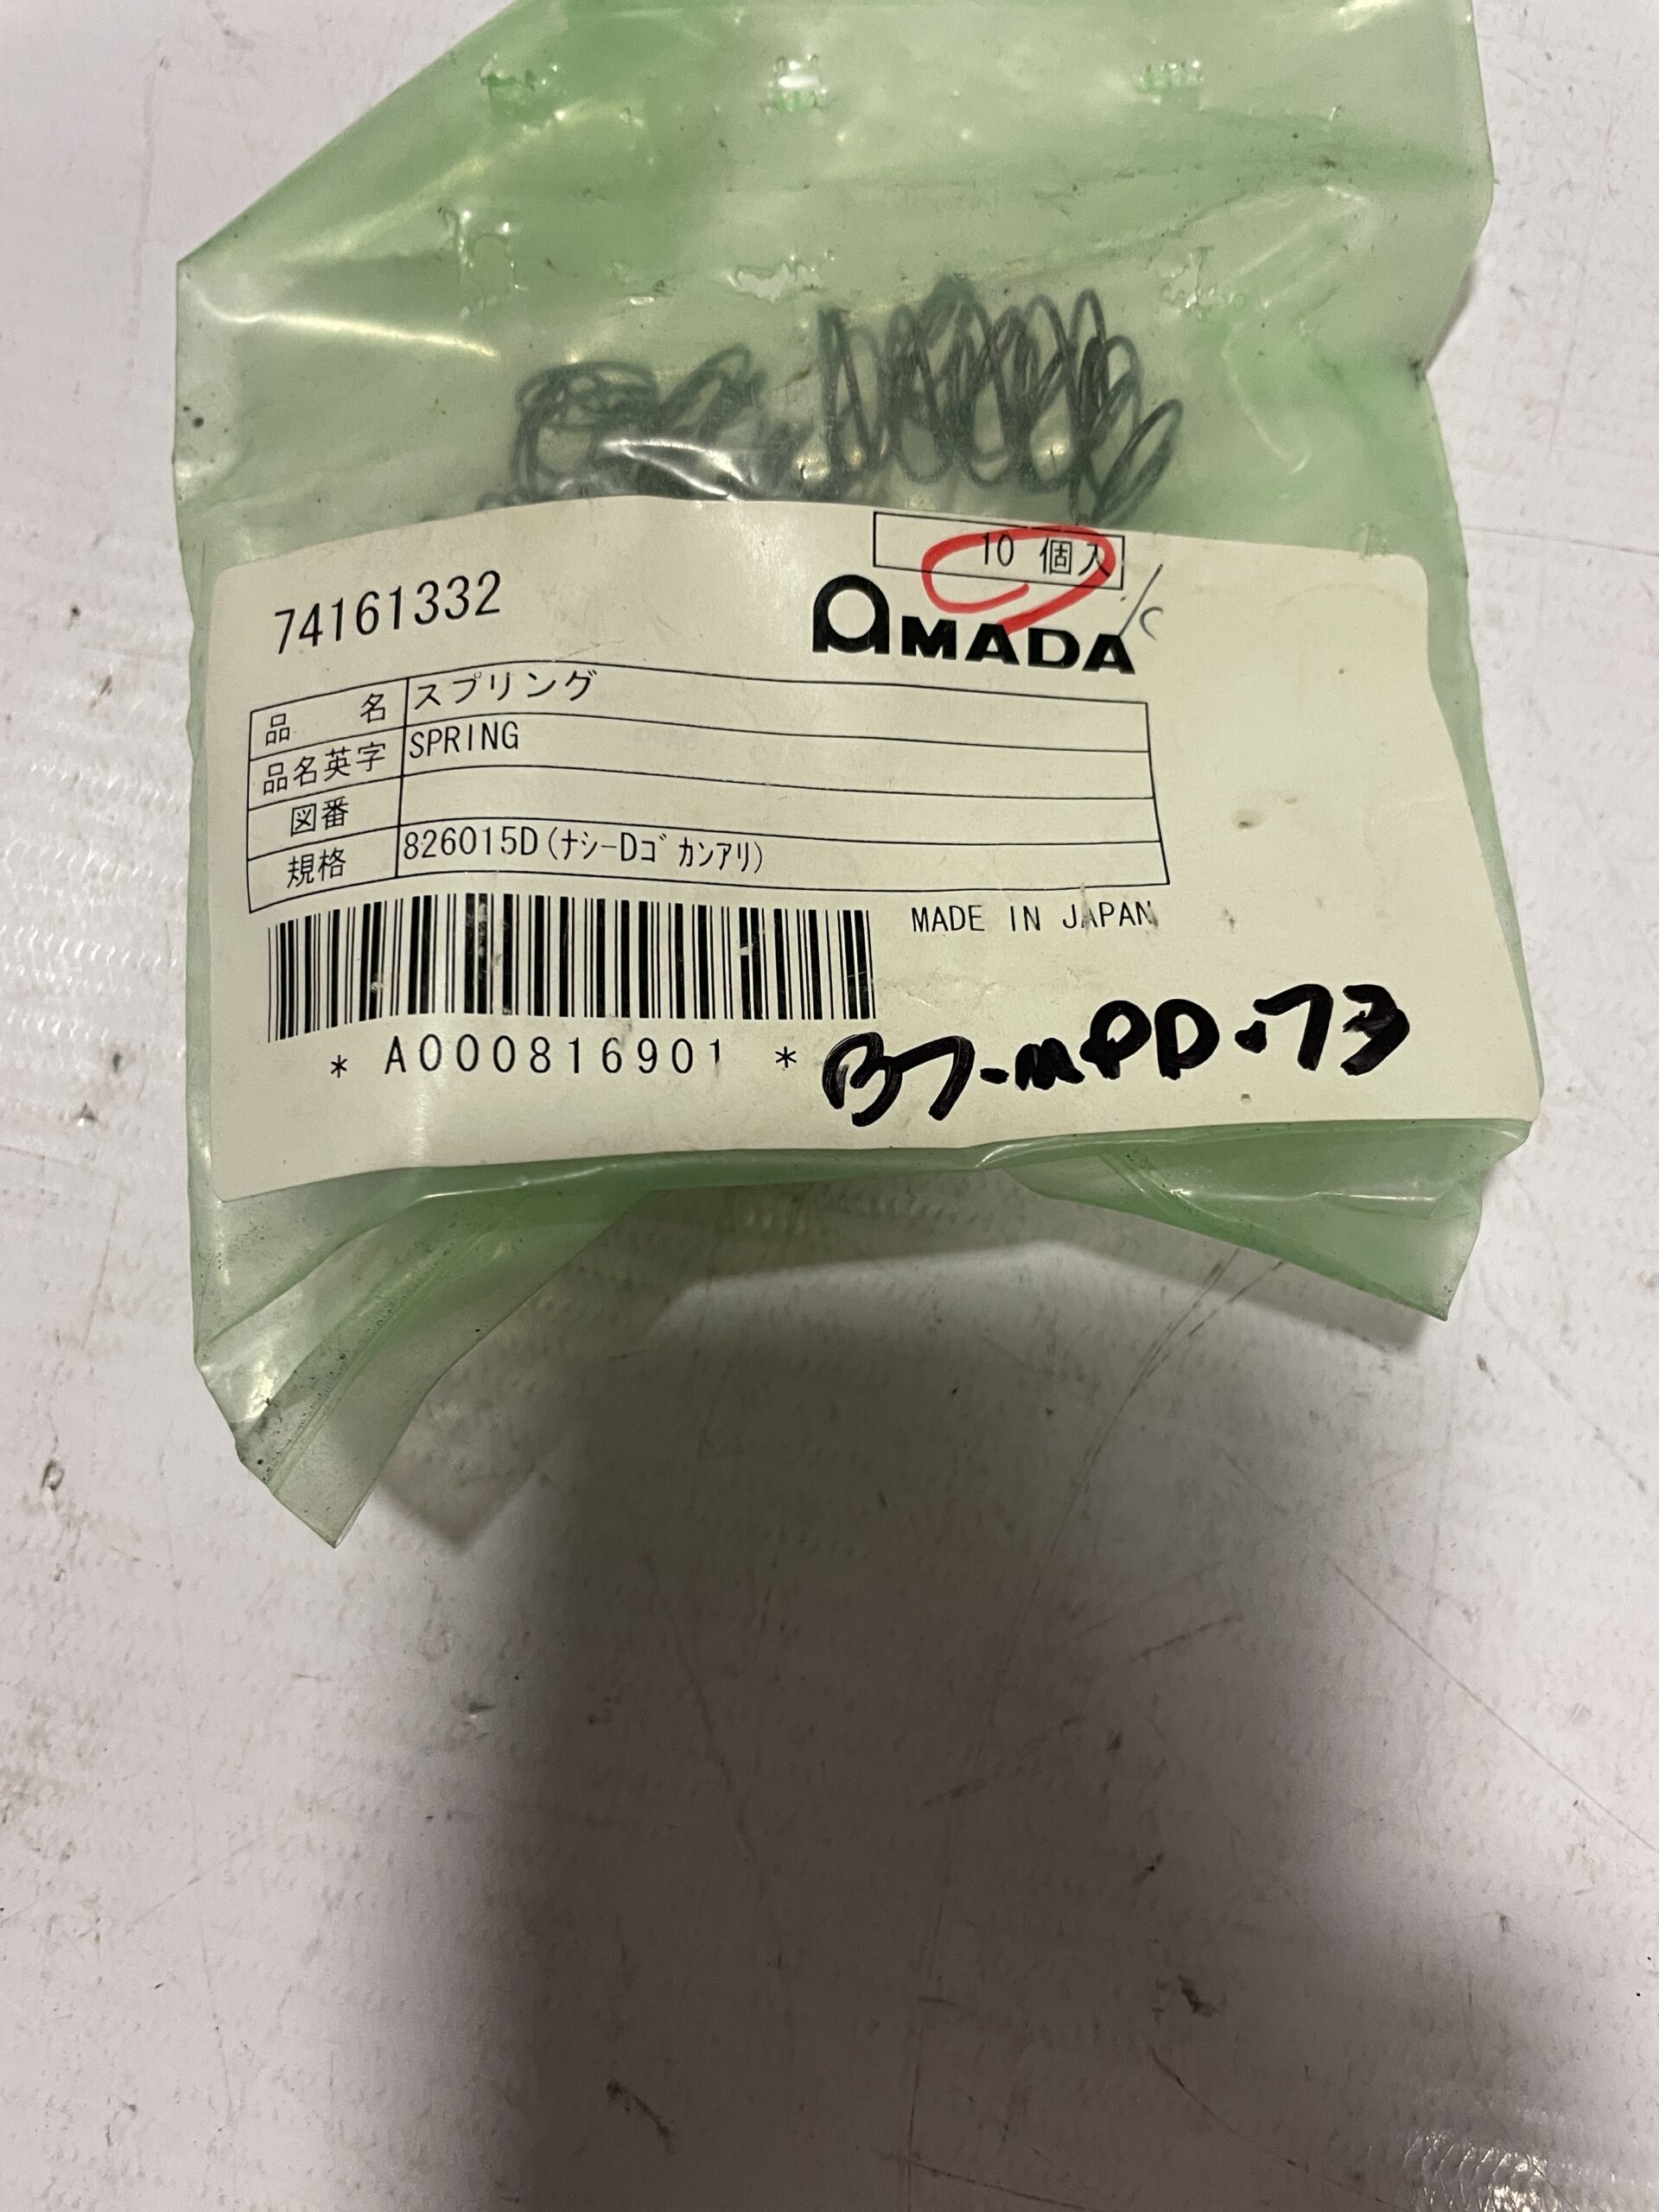 10 個入
74161332
AMADA
品 名 スプリング
品名英字 SPRING
図番
規格 826015D(ﾅｼ-Dｺﾞ ｶﾝｱﾘ)
MADE IN JAPAN
* A000816901 *
B7-MPD-73